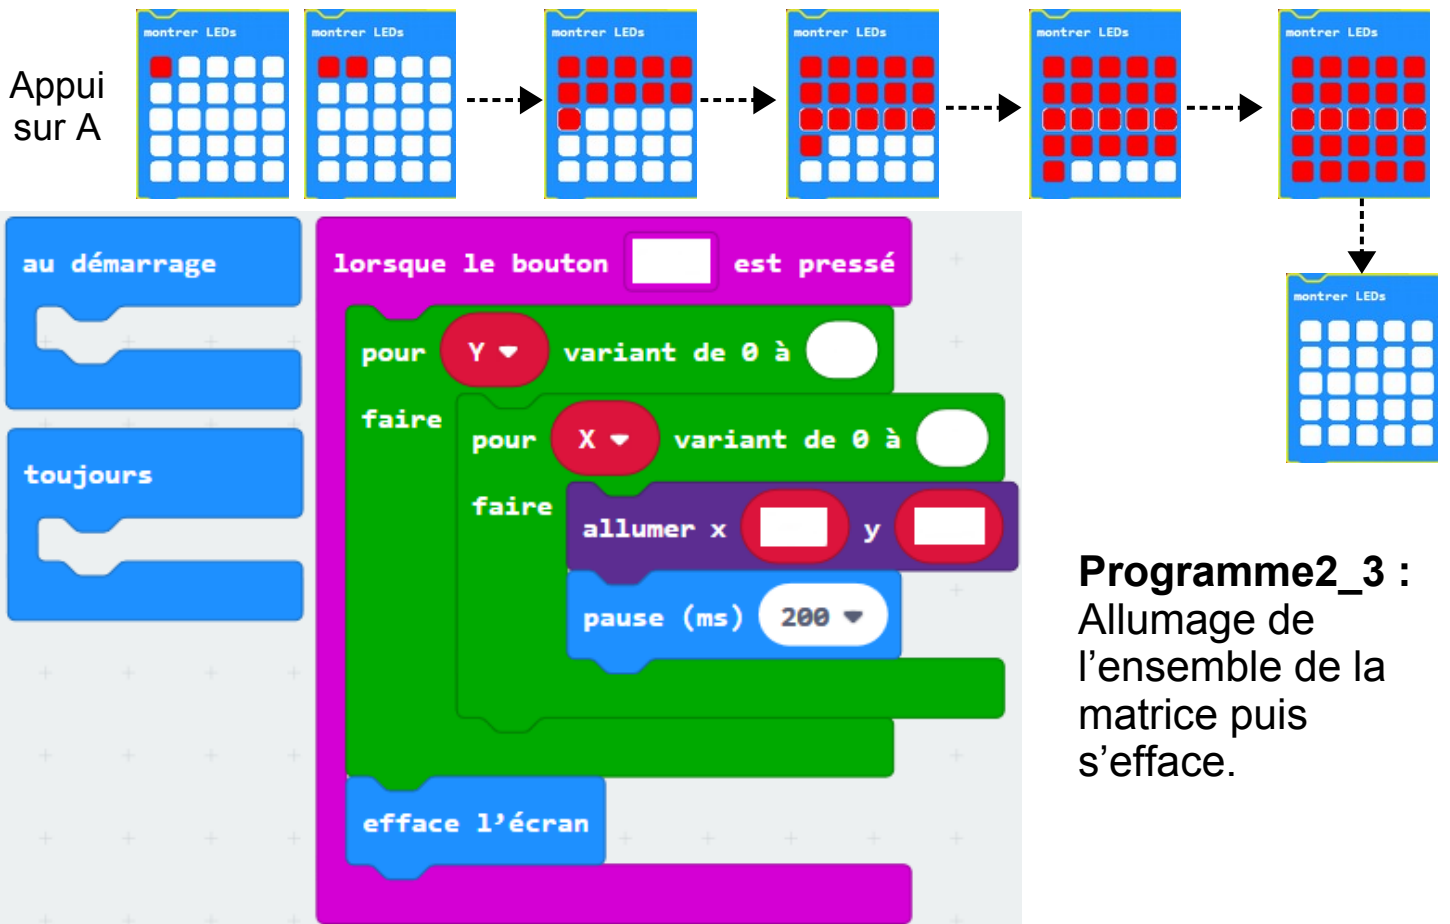 Appui
sur A
montrer LEDs
montrer LEDs
montrer LEDs
montrer LEDs
montrer LEDs
montrer LEDs
montrer LEDs
au démarrage
toujours
lorsque le bouton est pressé
pour Y variant de 0 à
faire
pour X variant de 0 à
faire
allumer x y
pause (ms) 200
efface l’écran
Programme2_3 :
Allumage de
l’ensemble de la
matrice puis
s’efface.